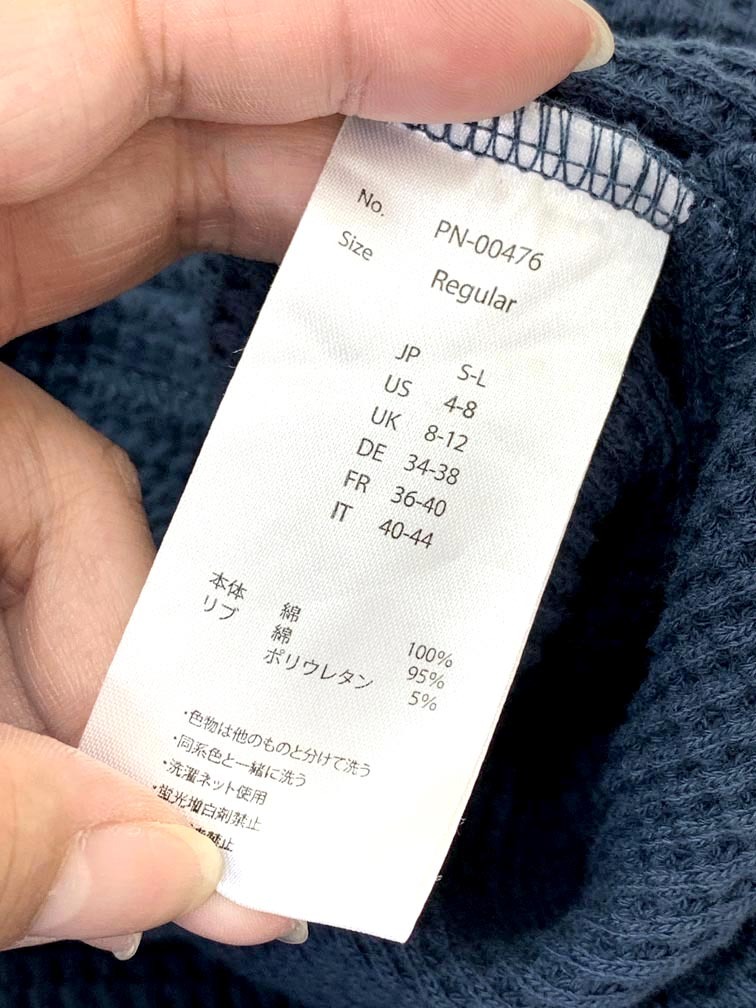 No. PN-00476
Size Regular
JP S-L
US 4-8
UK 8-12
DE 34-38
FR 36-40
IT 40-44
本体 綿 100%
リブ 綿 95%
ポリウレタン 5%
・色物は他のものと分けて洗う
・同系色と一緒に洗う
・洗濯ネット使用
・蛍光増白剤禁止
禁止